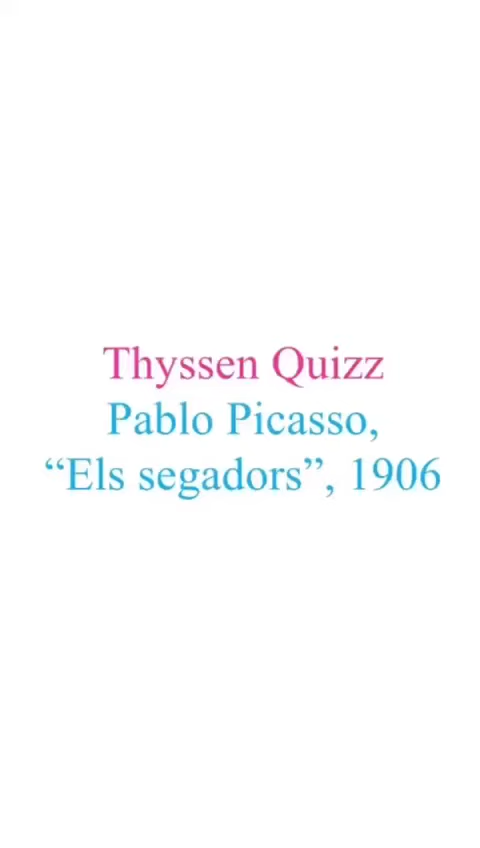 Thyssen Quizz
Pablo Picasso,
“Els segadors”, 1906